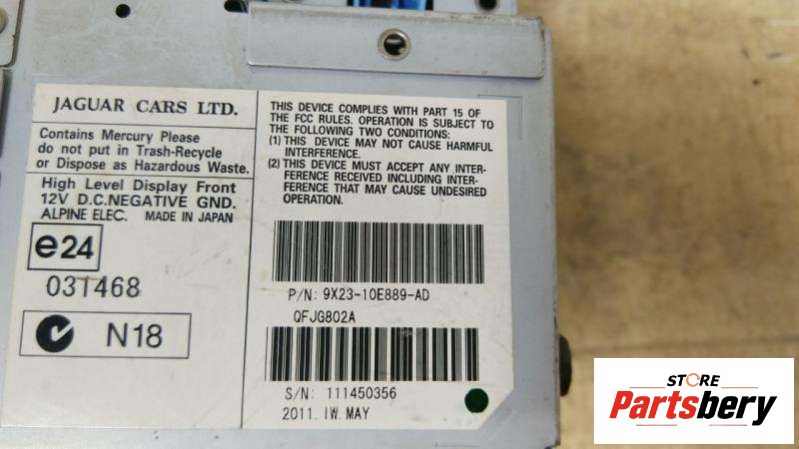 JAGUAR CARS LTD.
Contains Mercury Please
do not put in Trash-Recycle
or Dispose as Hazardous Waste.
High Level Display Front
12V D.C.NEGATIVE GND.
ALPINE ELEC. MADE IN JAPAN
e24
031468
N18
THIS DEVICE COMPLIES WITH PART 15 OF
THE FCC RULES. OPERATION IS SUBJECT TO
THE FOLLOWING TWO CONDITIONS:
(1) THIS DEVICE MAY NOT CAUSE HARMFUL
INTERFERENCE.
(2) THIS DEVICE MUST ACCEPT ANY INTER-
FERENCE RECEIVED INCLUDING INTER-
FERENCE THAT MAY CAUSE UNDESIRED
OPERATION.
P/N: 9X23-10E889-AD
QFJG802A
S/N: 111450356
2011. IW. MAY
STORE
Partsbery